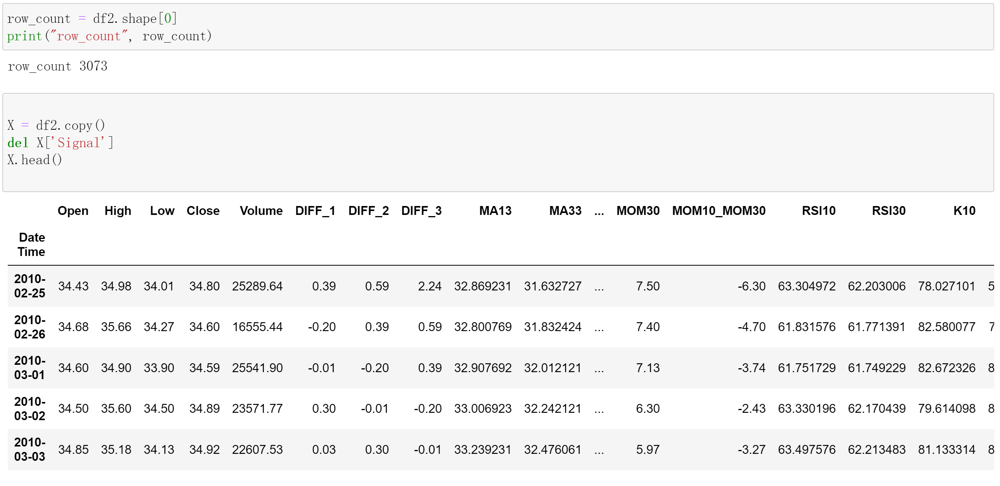 row_count = df2.shape[0]
print("row_count", row_count)
row_count 3073
X = df2.copy()
del X['Signal']
X.head()
Open High Low Close Volume DIFF_1 DIFF_2 DIFF_3 MA13 MA33 ... MOM30 MOM10_MOM30 RSI10 RSI30 K10
Date
Time
2010-
02-25 34.43 34.98 34.01 34.80 25289.64 0.39 0.59 2.24 32.869231 31.632727 ... 7.50 -6.30 63.304972 62.203006 78.027101 5
2010-
02-26 34.68 35.66 34.27 34.60 16555.44 -0.20 0.39 0.59 32.800769 31.832424 ... 7.40 -4.70 61.831576 61.771391 82.580077 7
2010-
03-01 34.60 34.90 33.90 34.59 25541.90 -0.01 -0.20 0.39 32.907692 32.012121 ... 7.13 -3.74 61.751729 61.749229 82.672326 8
2010-
03-02 34.50 35.60 34.50 34.89 23571.77 0.30 -0.01 -0.20 33.006923 32.242121 ... 6.30 -2.43 63.330196 62.170439 79.614098 8
2010-
03-03 34.85 35.18 34.13 34.92 22607.53 0.03 0.30 -0.01 33.239231 32.476061 ... 5.97 -3.27 63.497576 62.213483 81.133314 8